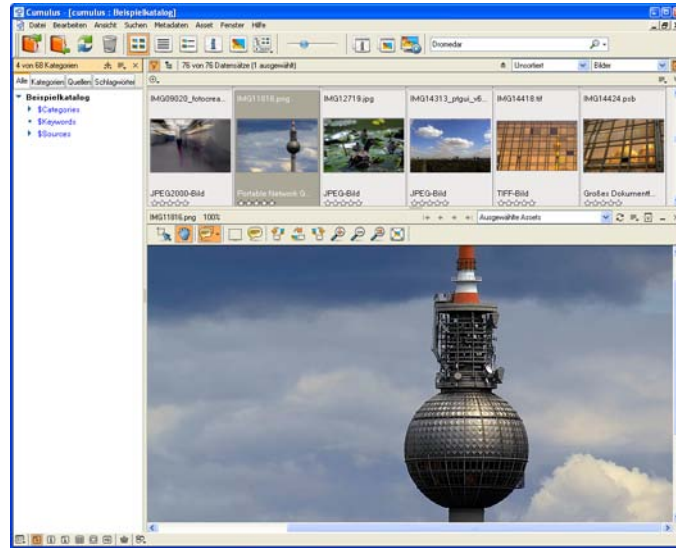 Cumulus - [cumulus : Beispielkatalog]
Datei Bearbeiten Ansicht Suchen Metadaten Asset Fenster Hilfe
Dromedar
4 von 68 Kategorien
76 von 76 Datensätze (1 ausgewählt)
Unsortiert
Bilder
Alle Kategorien Quellen Schlagwörter
Beispielkatalog
$Categories
$Keywords
$Sources
IMG09020_fotocrea...
IMG11816.png
IMG12719.jpg
IMG14313_ptgui_v6...
IMG14418.tif
IMG14424.psb
JPEG2000-Bild
Portable Network G...
JPEG-Bild
JPEG-Bild
TIFF-Bild
Großes Dokumentf...
IMG11816.png 100%
Ausgewählte Assets